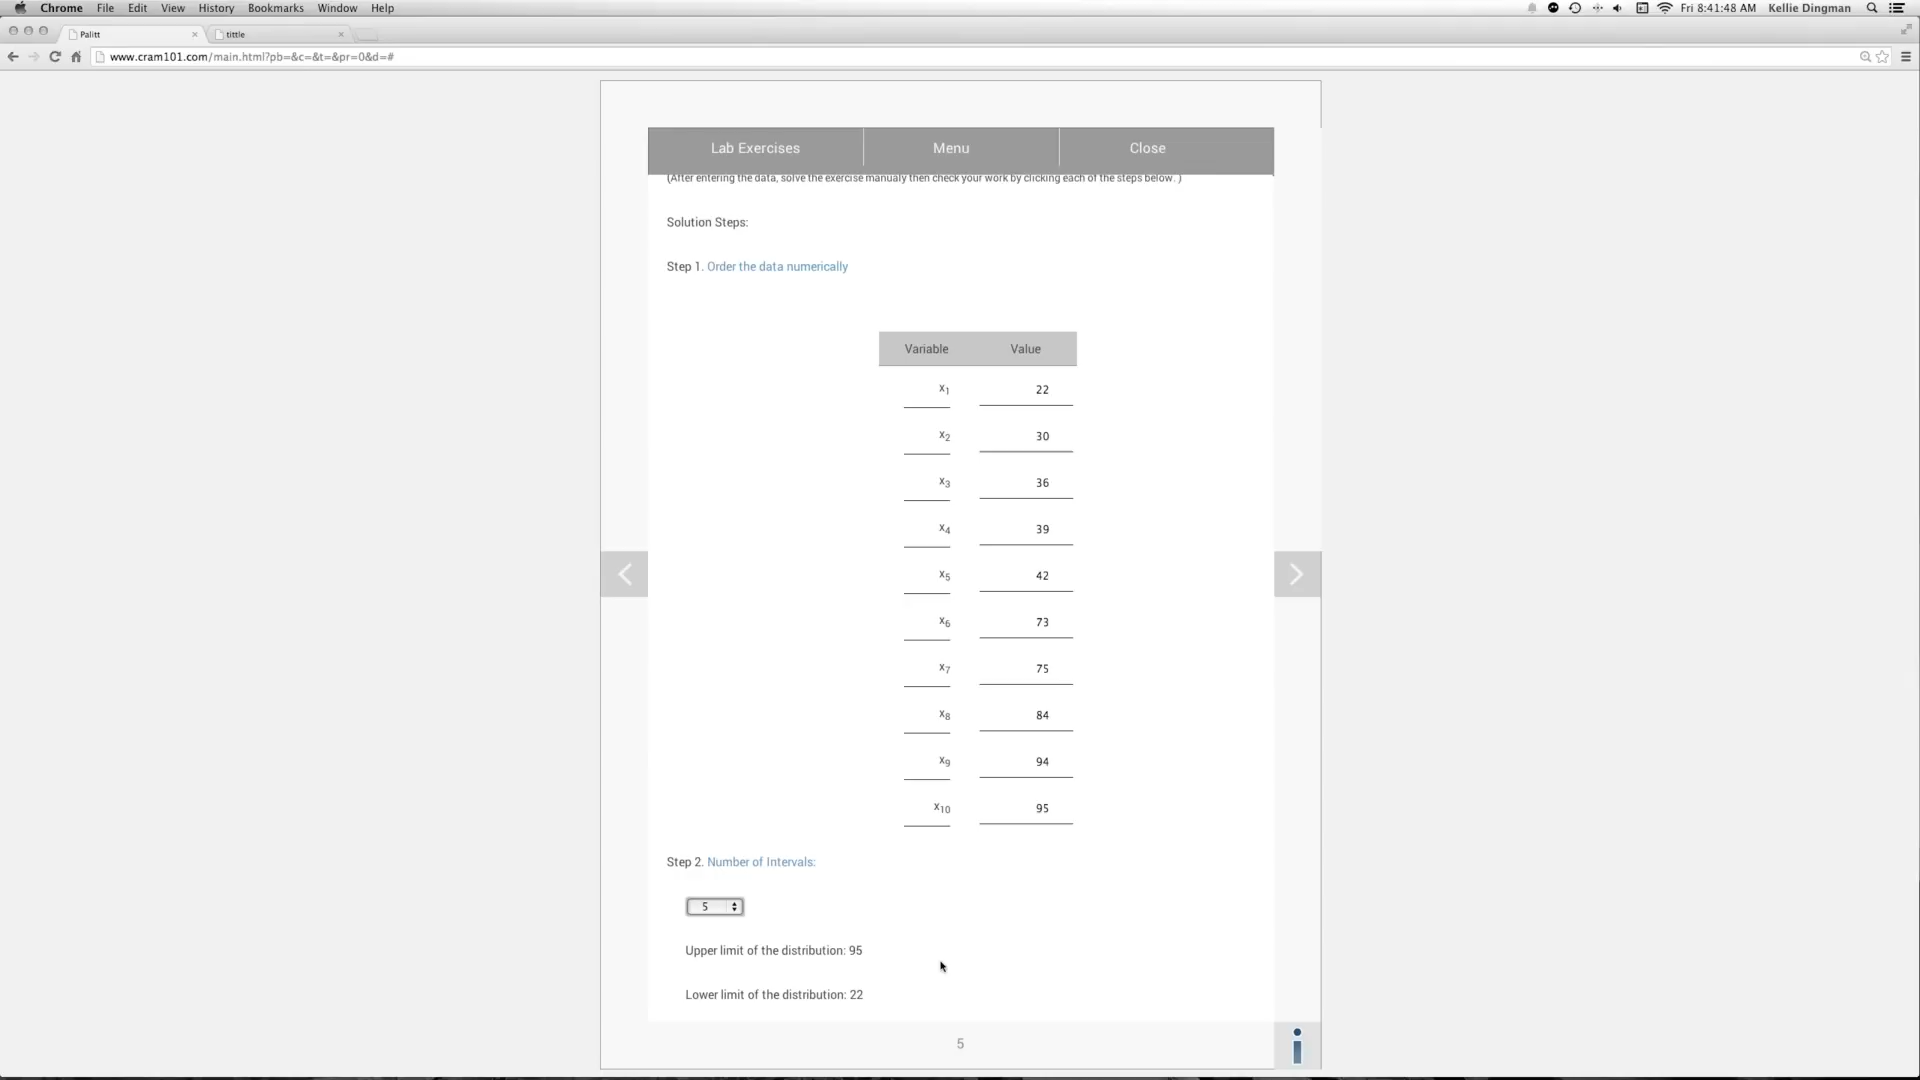 Chrome File Edit View History Bookmarks Window Help Fri 8:41:48 AM Kellie Dingman
Palitt tittle
www.cram101.com/main.html?pb=&c=&t=&pr=0&d=#
Lab Exercises Menu Close
(After entering the data, solve the exercise manualy then check your work by clicking each of the steps below. )
Solution Steps:
Step 1. Order the data numerically
Variable Value
x1 22
x2 30
x3 36
x4 39
x5 42
x6 73
x7 75
x8 84
x9 94
x10 95
Step 2. Number of Intervals:
5
Upper limit of the distribution: 95
Lower limit of the distribution: 22
5